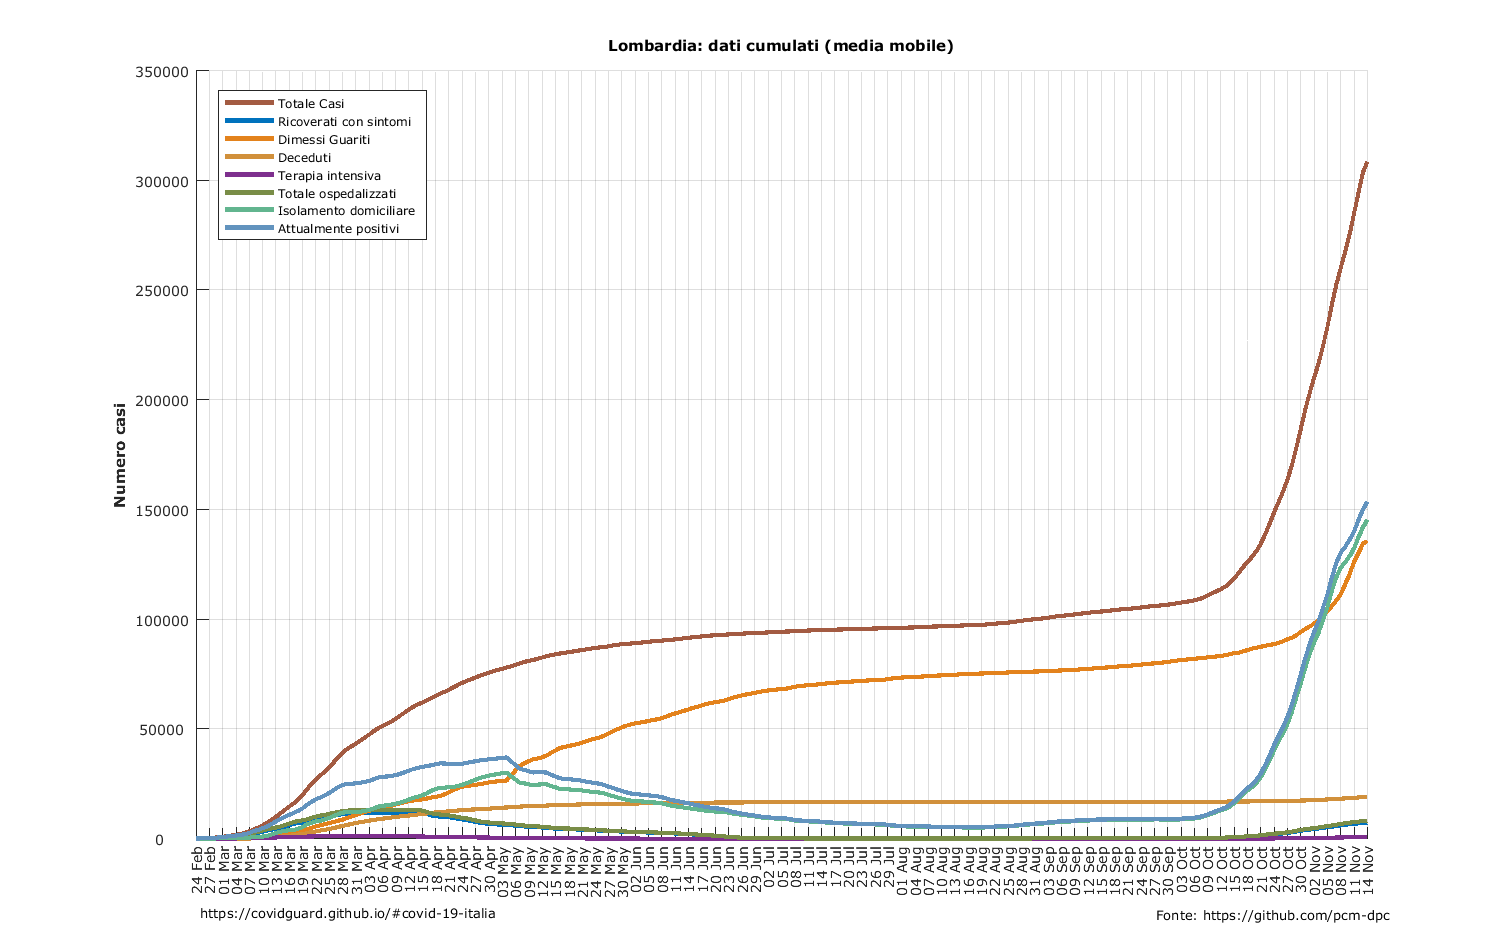 Lombardia: dati cumulati (media mobile)
350000
300000
250000
200000
150000
100000
50000
0
Numero casi
Totale Casi
Ricoverati con sintomi
Dimessi Guariti
Deceduti
Terapia intensiva
Totale ospedalizzati
Isolamento domiciliare
Attualmente positivi
24 Feb
27 Feb
01 Mar
04 Mar
07 Mar
10 Mar
13 Mar
16 Mar
19 Mar
22 Mar
25 Mar
28 Mar
31 Mar
03 Apr
06 Apr
09 Apr
12 Apr
15 Apr
18 Apr
21 Apr
24 Apr
27 Apr
30 Apr
03 May
06 May
09 May
12 May
15 May
18 May
21 May
24 May
27 May
30 May
02 Jun
05 Jun
08 Jun
11 Jun
14 Jun
17 Jun
20 Jun
23 Jun
26 Jun
29 Jun
02 Jul
05 Jul
08 Jul
11 Jul
14 Jul
17 Jul
20 Jul
23 Jul
26 Jul
29 Jul
01 Aug
04 Aug
07 Aug
10 Aug
13 Aug
16 Aug
19 Aug
22 Aug
25 Aug
28 Aug
31 Aug
03 Sep
06 Sep
09 Sep
12 Sep
15 Sep
18 Sep
21 Sep
24 Sep
27 Sep
30 Sep
03 Oct
06 Oct
09 Oct
12 Oct
15 Oct
18 Oct
21 Oct
24 Oct
27 Oct
30 Oct
02 Nov
05 Nov
08 Nov
11 Nov
14 Nov
https://covidguard.github.io/#covid-19-italia
Fonte: https://github.com/pcm-dpc